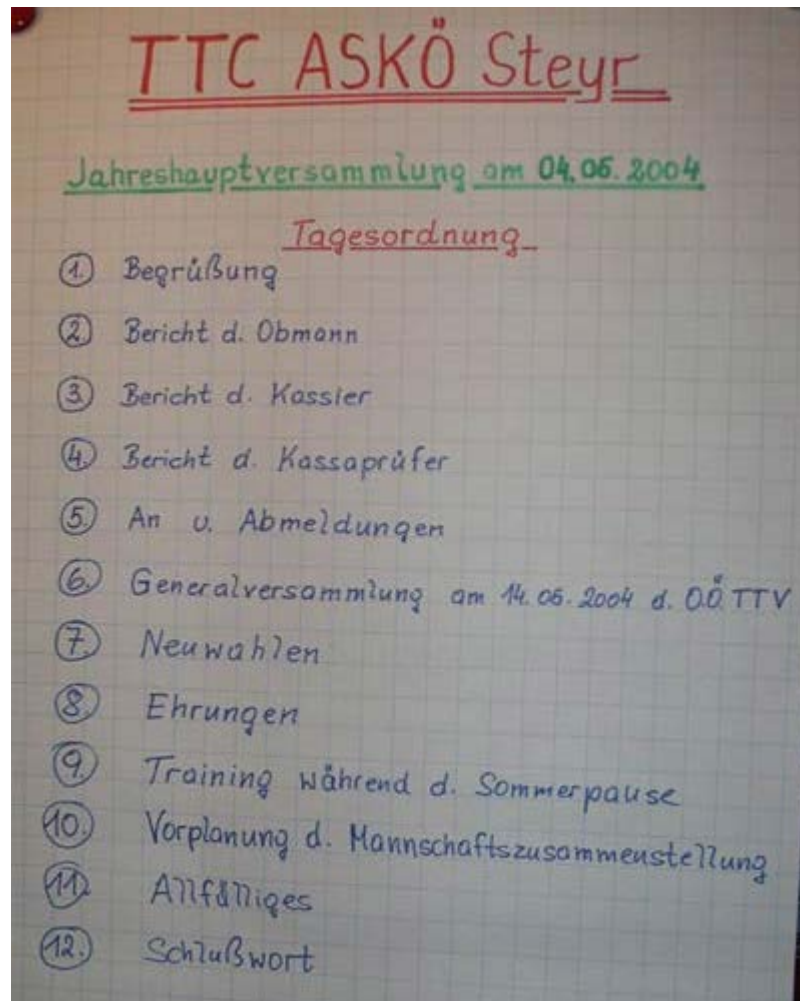 TTC ASKÖ Steyr
Jahreshauptversammlung am 04.06.2004
Tagesordnung
1. Begrüßung
2. Bericht d. Obmann
3. Bericht d. Kassier
4. Bericht d. Kassaprüfer
5. An u. Abmeldungen
6. Generalversammlung am 14.06.2004 d. O.Ö. TTV
7. Neuwahlen
8. Ehrungen
9. Training während d. Sommerpause
10. Vorplanung d. Mannschaftszusammenstellung
11. Allfälliges
12. Schlußwort